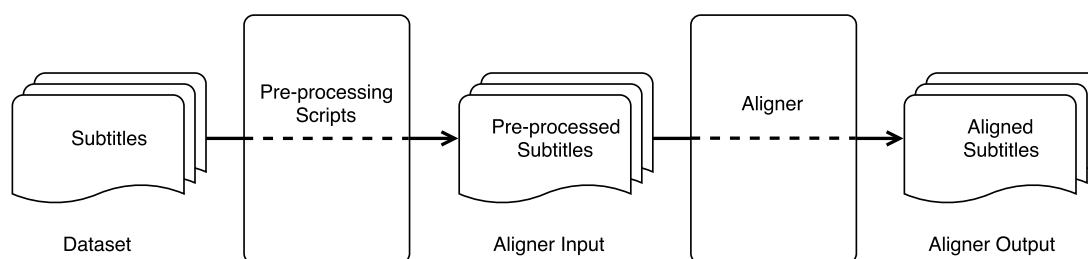 Subtitles
Dataset
Pre-processing
Scripts
Pre-processed
Subtitles
Aligner Input
Aligner
Aligned
Subtitles
Aligner Output